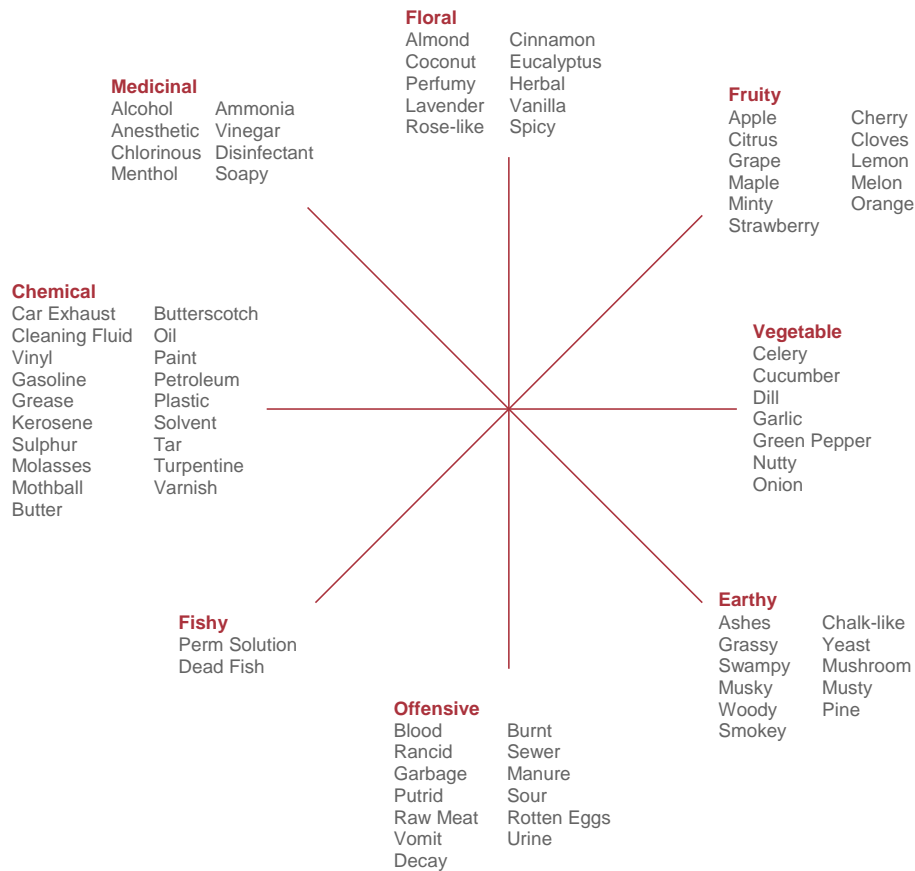 Floral
Almond Cinnamon
Coconut Eucalyptus
Perfumy Herbal
Lavender Vanilla
Rose-like Spicy
Medicinal
Alcohol Ammonia
Anesthetic Vinegar
Chlorinous Disinfectant
Menthol Soapy
Fruity
Apple Cherry
Citrus Cloves
Grape Lemon
Maple Melon
Minty Orange
Strawberry
Chemical
Car Exhaust Butterscotch
Cleaning Fluid Oil
Vinyl Paint
Gasoline Petroleum
Grease Plastic
Kerosene Solvent
Sulphur Tar
Molasses Turpentine
Mothball Varnish
Butter
Vegetable
Celery
Cucumber
Dill
Garlic
Green Pepper
Nutty
Onion
Fishy
Perm Solution
Dead Fish
Earthy
Ashes Chalk-like
Grassy Yeast
Swampy Mushroom
Musky Musty
Woody Pine
Smokey
Offensive
Blood Burnt
Rancid Sewer
Garbage Manure
Putrid Sour
Raw Meat Rotten Eggs
Vomit Urine
Decay